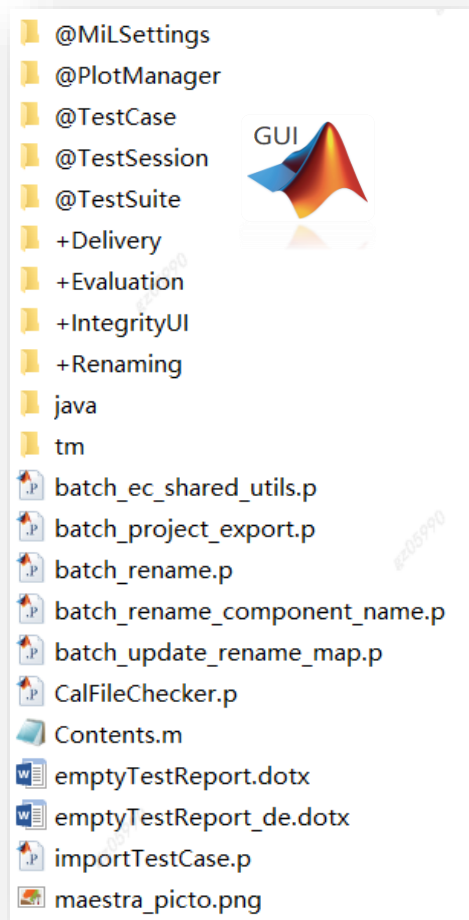 @MiLSettings
@PlotManager
@TestCase
GUI
@TestSession
@TestSuite
+Delivery
+Evaluation
+IntegrityUI
+Renaming
java
tm
batch_ec_shared_utils.p
batch_project_export.p
batch_rename.p
batch_rename_component_name.p
batch_update_rename_map.p
CalFileChecker.p
Contents.m
emptyTestReport.dotx
emptyTestReport_de.dotx
importTestCase.p
maestra_picto.png